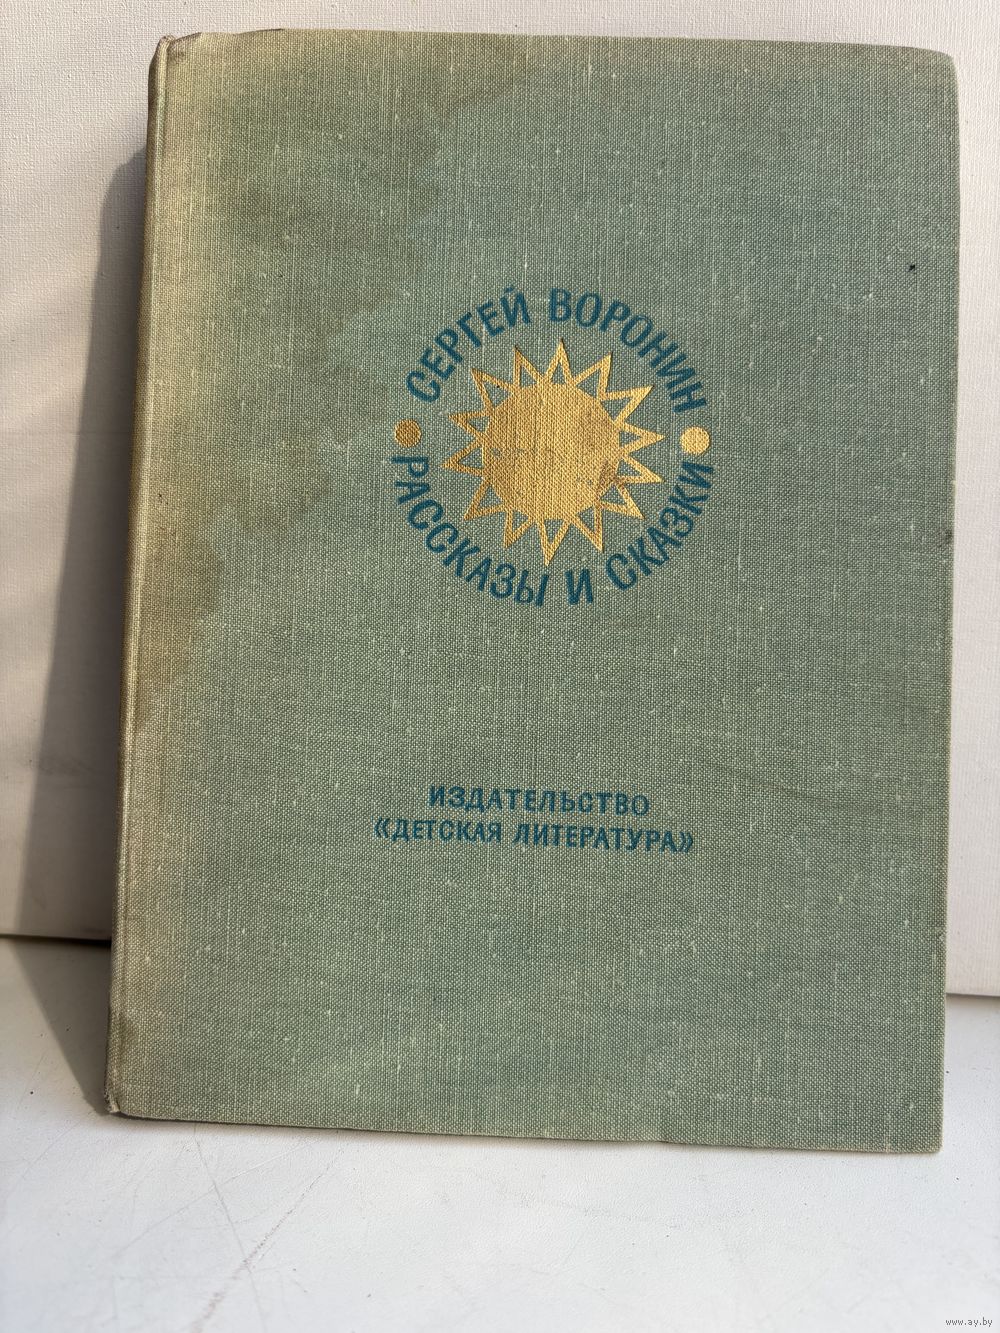 СЕРГЕЙ ВОРОНИН
РАССКАЗЫ И СКАЗКИ
ИЗДАТЕЛЬСТВО
«ДЕТСКАЯ ЛИТЕРАТУРА»
www.ay.by